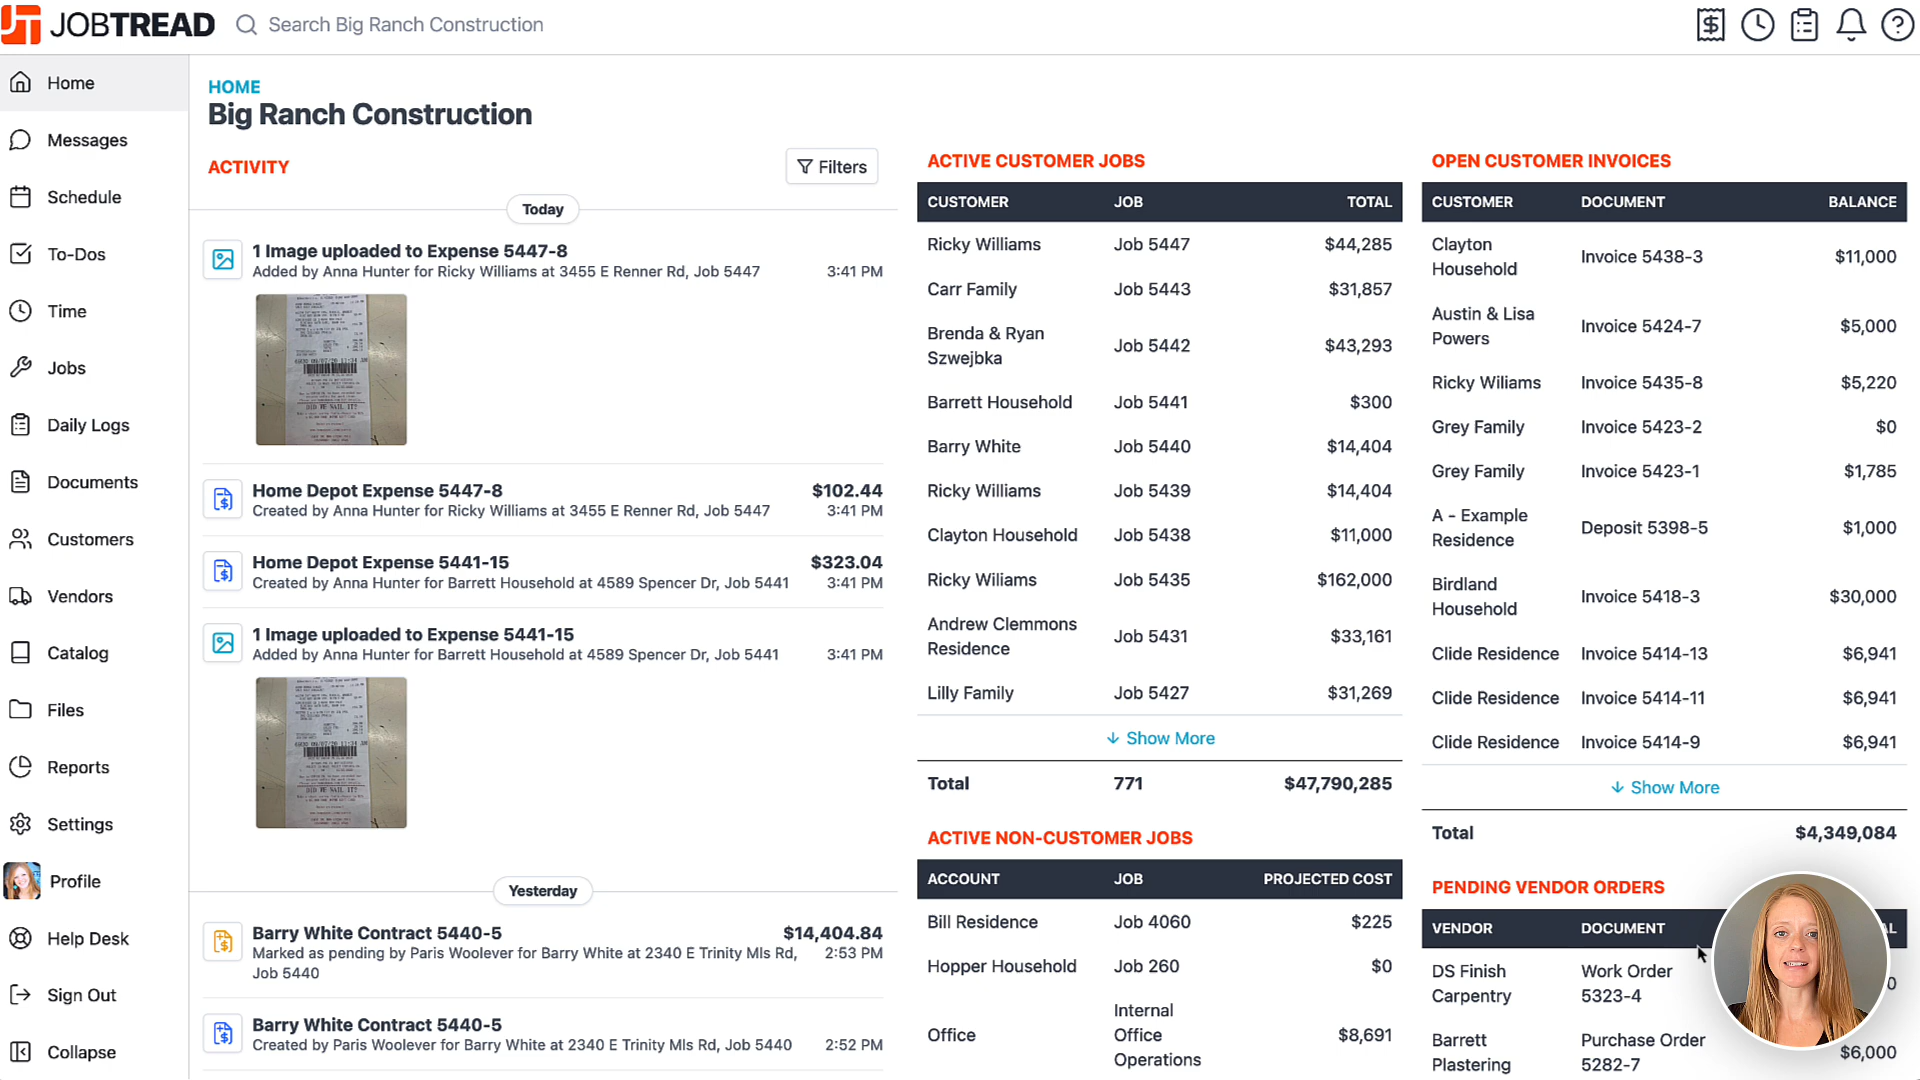 JT JOBTREAD
Search Big Ranch Construction
Home
Messages
Schedule
To-Dos
Time
Jobs
Daily Logs
Documents
Customers
Vendors
Catalog
Files
Reports
Settings
Profile
Help Desk
Sign Out
Collapse
HOME
Big Ranch Construction
ACTIVITY
Filters
Today
1 Image uploaded to Expense 5447-8
Added by Anna Hunter for Ricky Williams at 3455 E Renner Rd, Job 5447 3:41 PM
DID WE NAIL IT?
Home Depot Expense 5447-8 $102.44
Created by Anna Hunter for Ricky Williams at 3455 E Renner Rd, Job 5447 3:41 PM
Home Depot Expense 5441-15 $323.04
Created by Anna Hunter for Barrett Household at 4589 Spencer Dr, Job 5441 3:41 PM
1 Image uploaded to Expense 5441-15
Added by Anna Hunter for Barrett Household at 4589 Spencer Dr, Job 5441 3:41 PM
DID WE NAIL IT?
Yesterday
Barry White Contract 5440-5 $14,404.84
Marked as pending by Paris Woolever for Barry White at 2340 E Trinity Mls Rd, 2:53 PM
Job 5440
Barry White Contract 5440-5
Created by Paris Woolever for Barry White at 2340 E Trinity Mls Rd, Job 5440 2:52 PM
ACTIVE CUSTOMER JOBS
CUSTOMER JOB TOTAL
Ricky Williams Job 5447 $44,285
Carr Family Job 5443 $31,857
Brenda & Ryan
Szwejbka Job 5442 $43,293
Barrett Household Job 5441 $300
Barry White Job 5440 $14,404
Ricky Williams Job 5439 $14,404
Clayton Household Job 5438 $11,000
Ricky Wiliams Job 5435 $162,000
Andrew Clemmons
Residence Job 5431 $33,161
Lilly Family Job 5427 $31,269
Show More
Total 771 $47,790,285
ACTIVE NON-CUSTOMER JOBS
ACCOUNT JOB PROJECTED COST
Bill Residence Job 4060 $225
Hopper Household Job 260 $0
Office Internal
Office
Operations $8,691
OPEN CUSTOMER INVOICES
CUSTOMER DOCUMENT BALANCE
Clayton
Household Invoice 5438-3 $11,000
Austin & Lisa
Powers Invoice 5424-7 $5,000
Ricky Wiliams Invoice 5435-8 $5,220
Grey Family Invoice 5423-2 $0
Grey Family Invoice 5423-1 $1,785
A - Example
Residence Deposit 5398-5 $1,000
Birdland
Household Invoice 5418-3 $30,000
Clide Residence Invoice 5414-13 $6,941
Clide Residence Invoice 5414-11 $6,941
Clide Residence Invoice 5414-9 $6,941
Show More
Total $4,349,084
PENDING VENDOR ORDERS
VENDOR DOCUMENT
DS Finish Work Order
Carpentry 5323-4
Barrett Purchase Order
Plastering 5282-7 $6,000